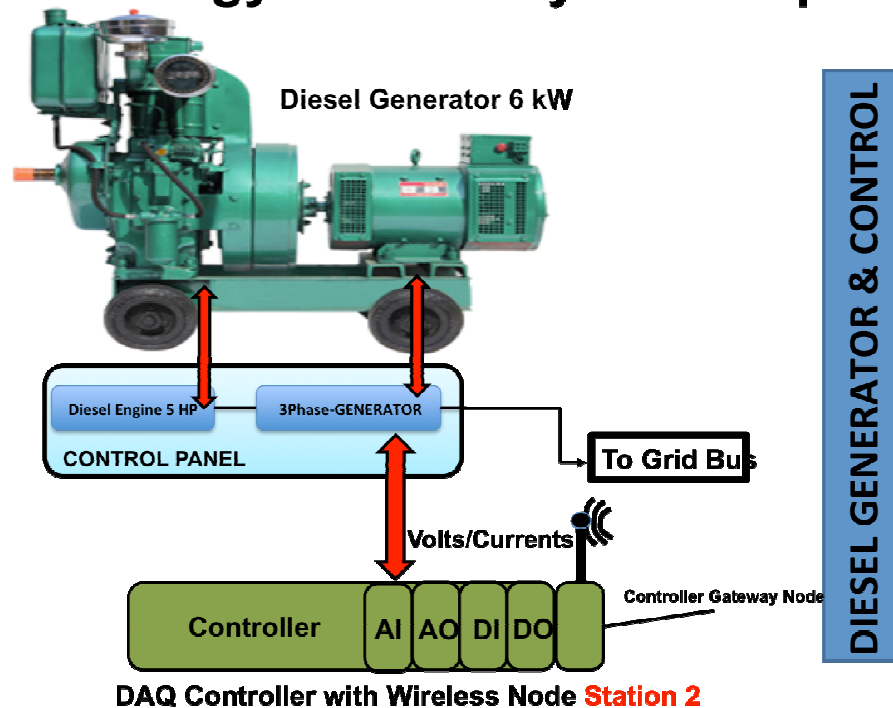 Diesel Generator 6 kW
DIESEL GENERATOR & CONTROL
Diesel Engine 5 HP
3Phase-GENERATOR
CONTROL PANEL
To Grid Bus
Volts/Currents
Controller Gateway Node
Controller
AI
AO
DI
DO
DAQ Controller with Wireless Node Station 2